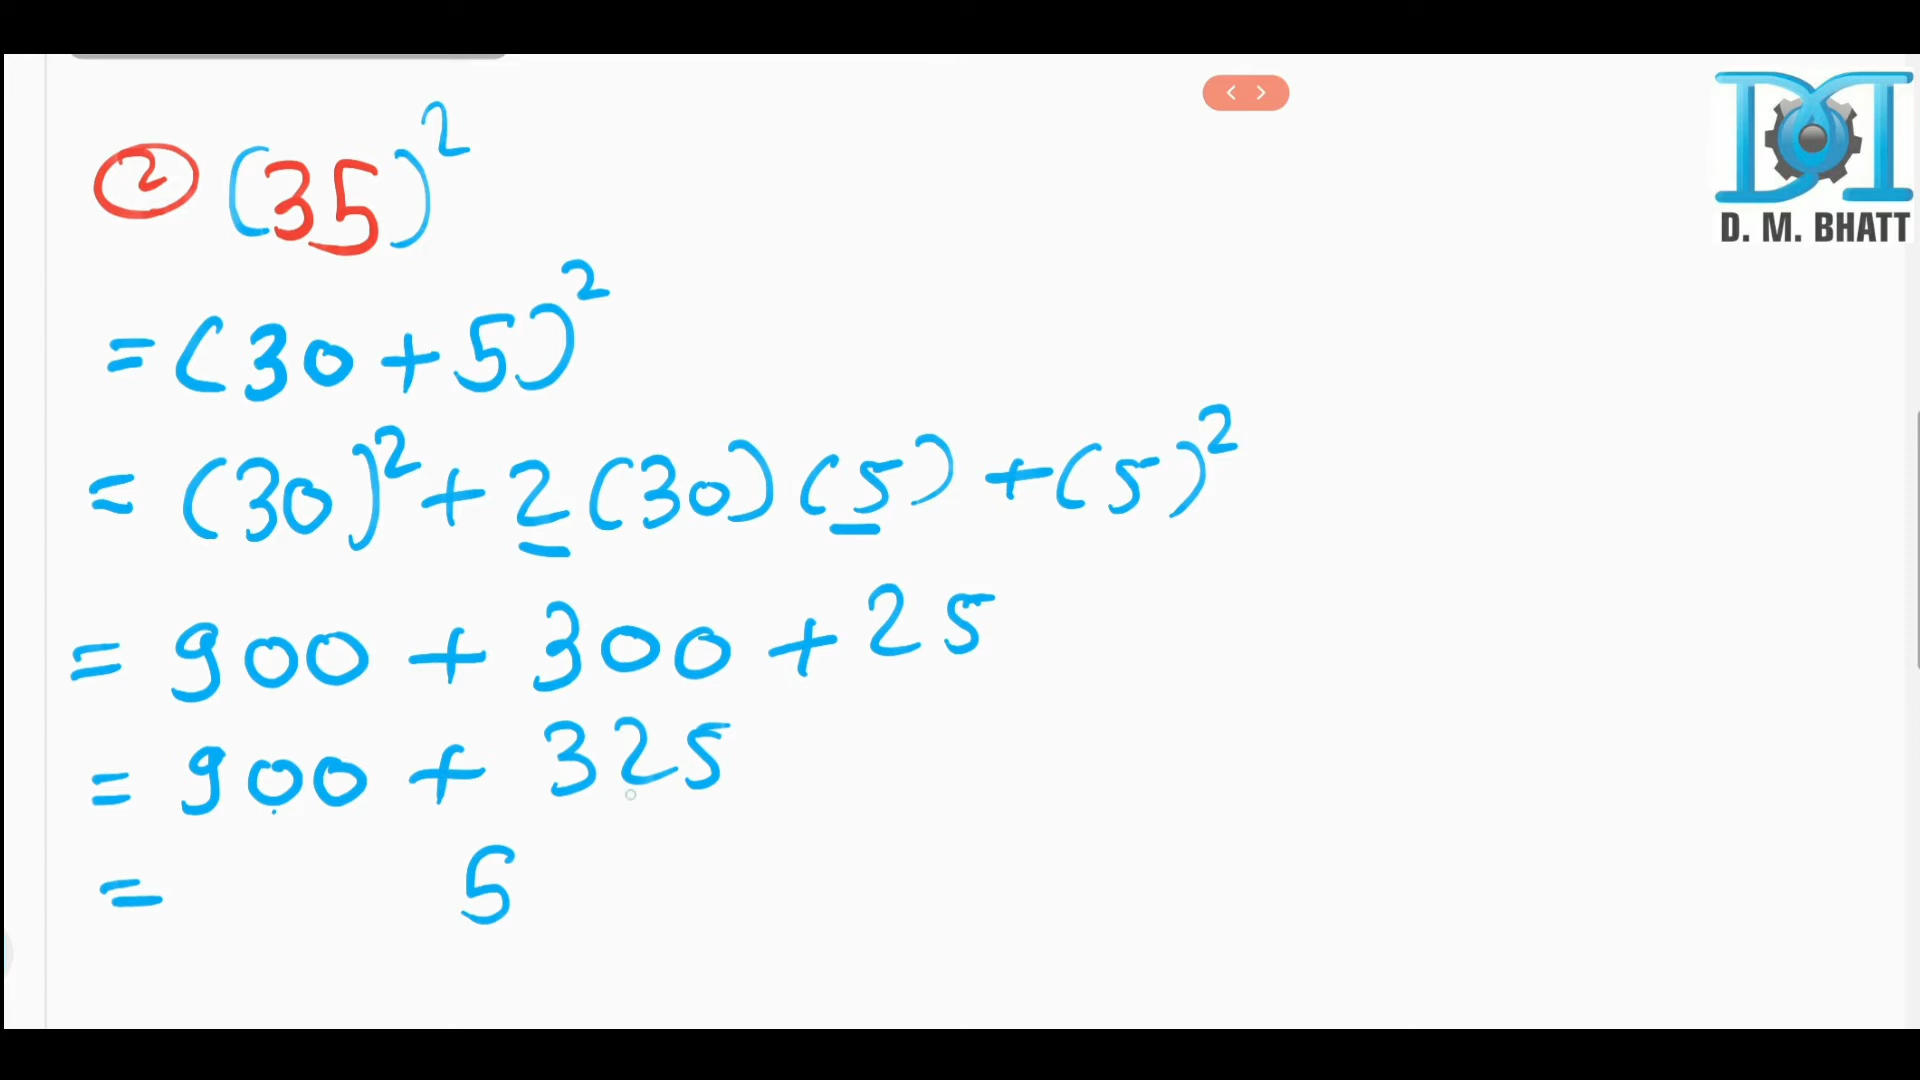 ② (35)²
D. M. BHATT
= (30 + 5)²
= (30)² + 2 (30) (5) + (5)²
= 900 + 300 + 25
= 900 + 325
= 5